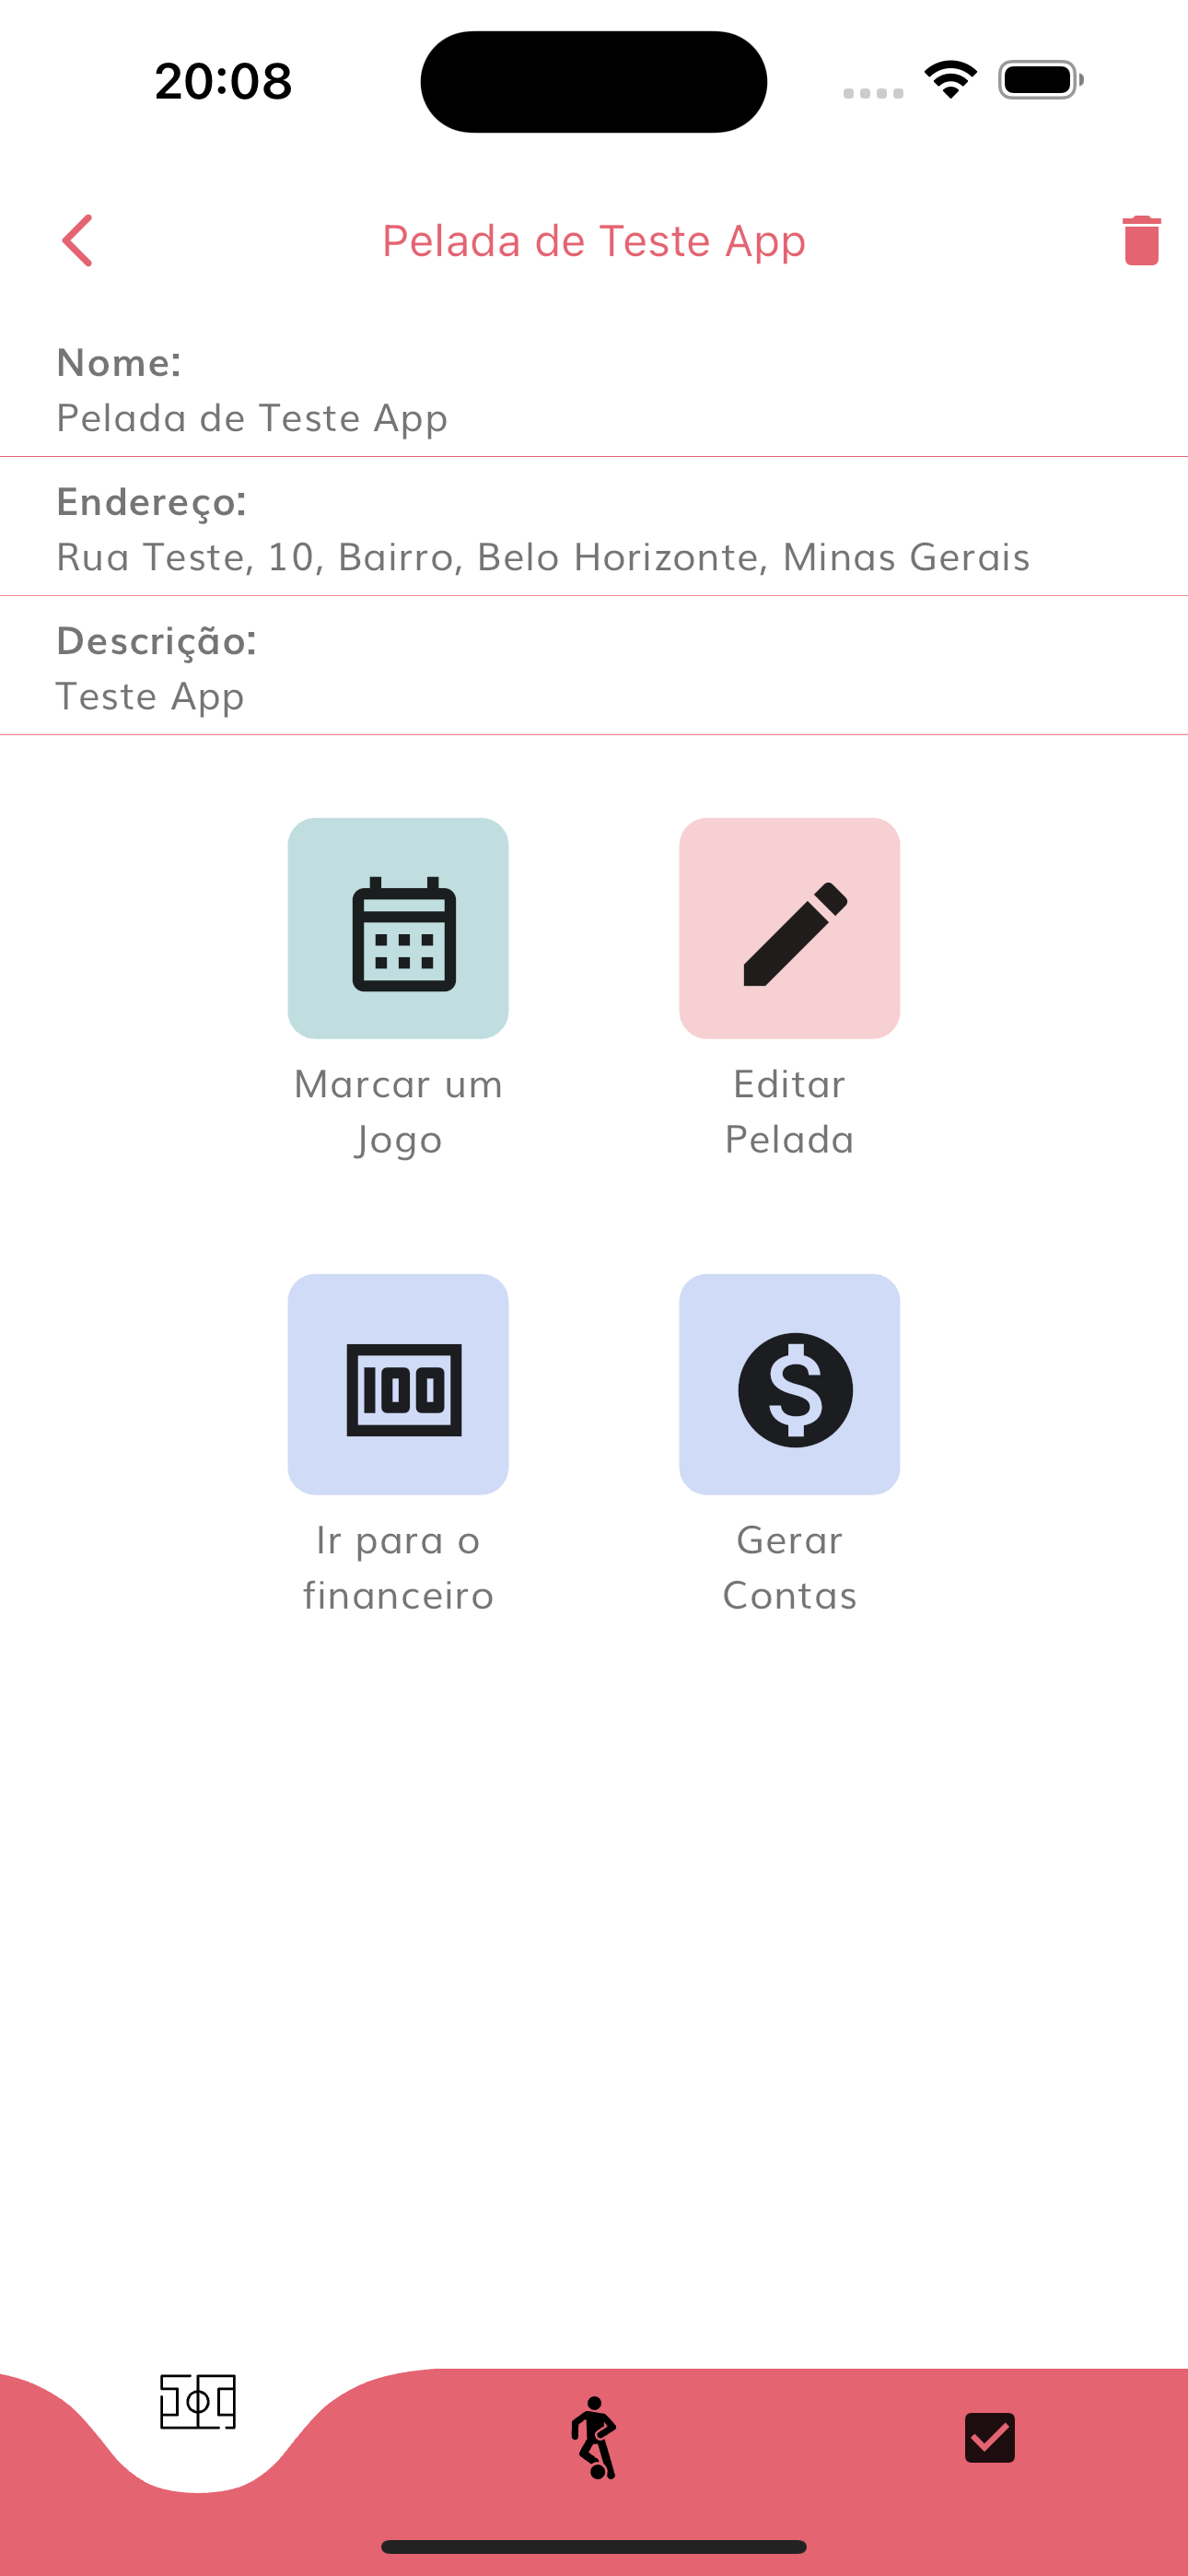 20:08
Pelada de Teste App
Nome:
Pelada de Teste App
Endereço:
Rua Teste, 10, Bairro, Belo Horizonte, Minas Gerais
Descrição:
Teste App
Marcar um
Jogo
Editar
Pelada
100
$
Ir para o
financeiro
Gerar
Contas